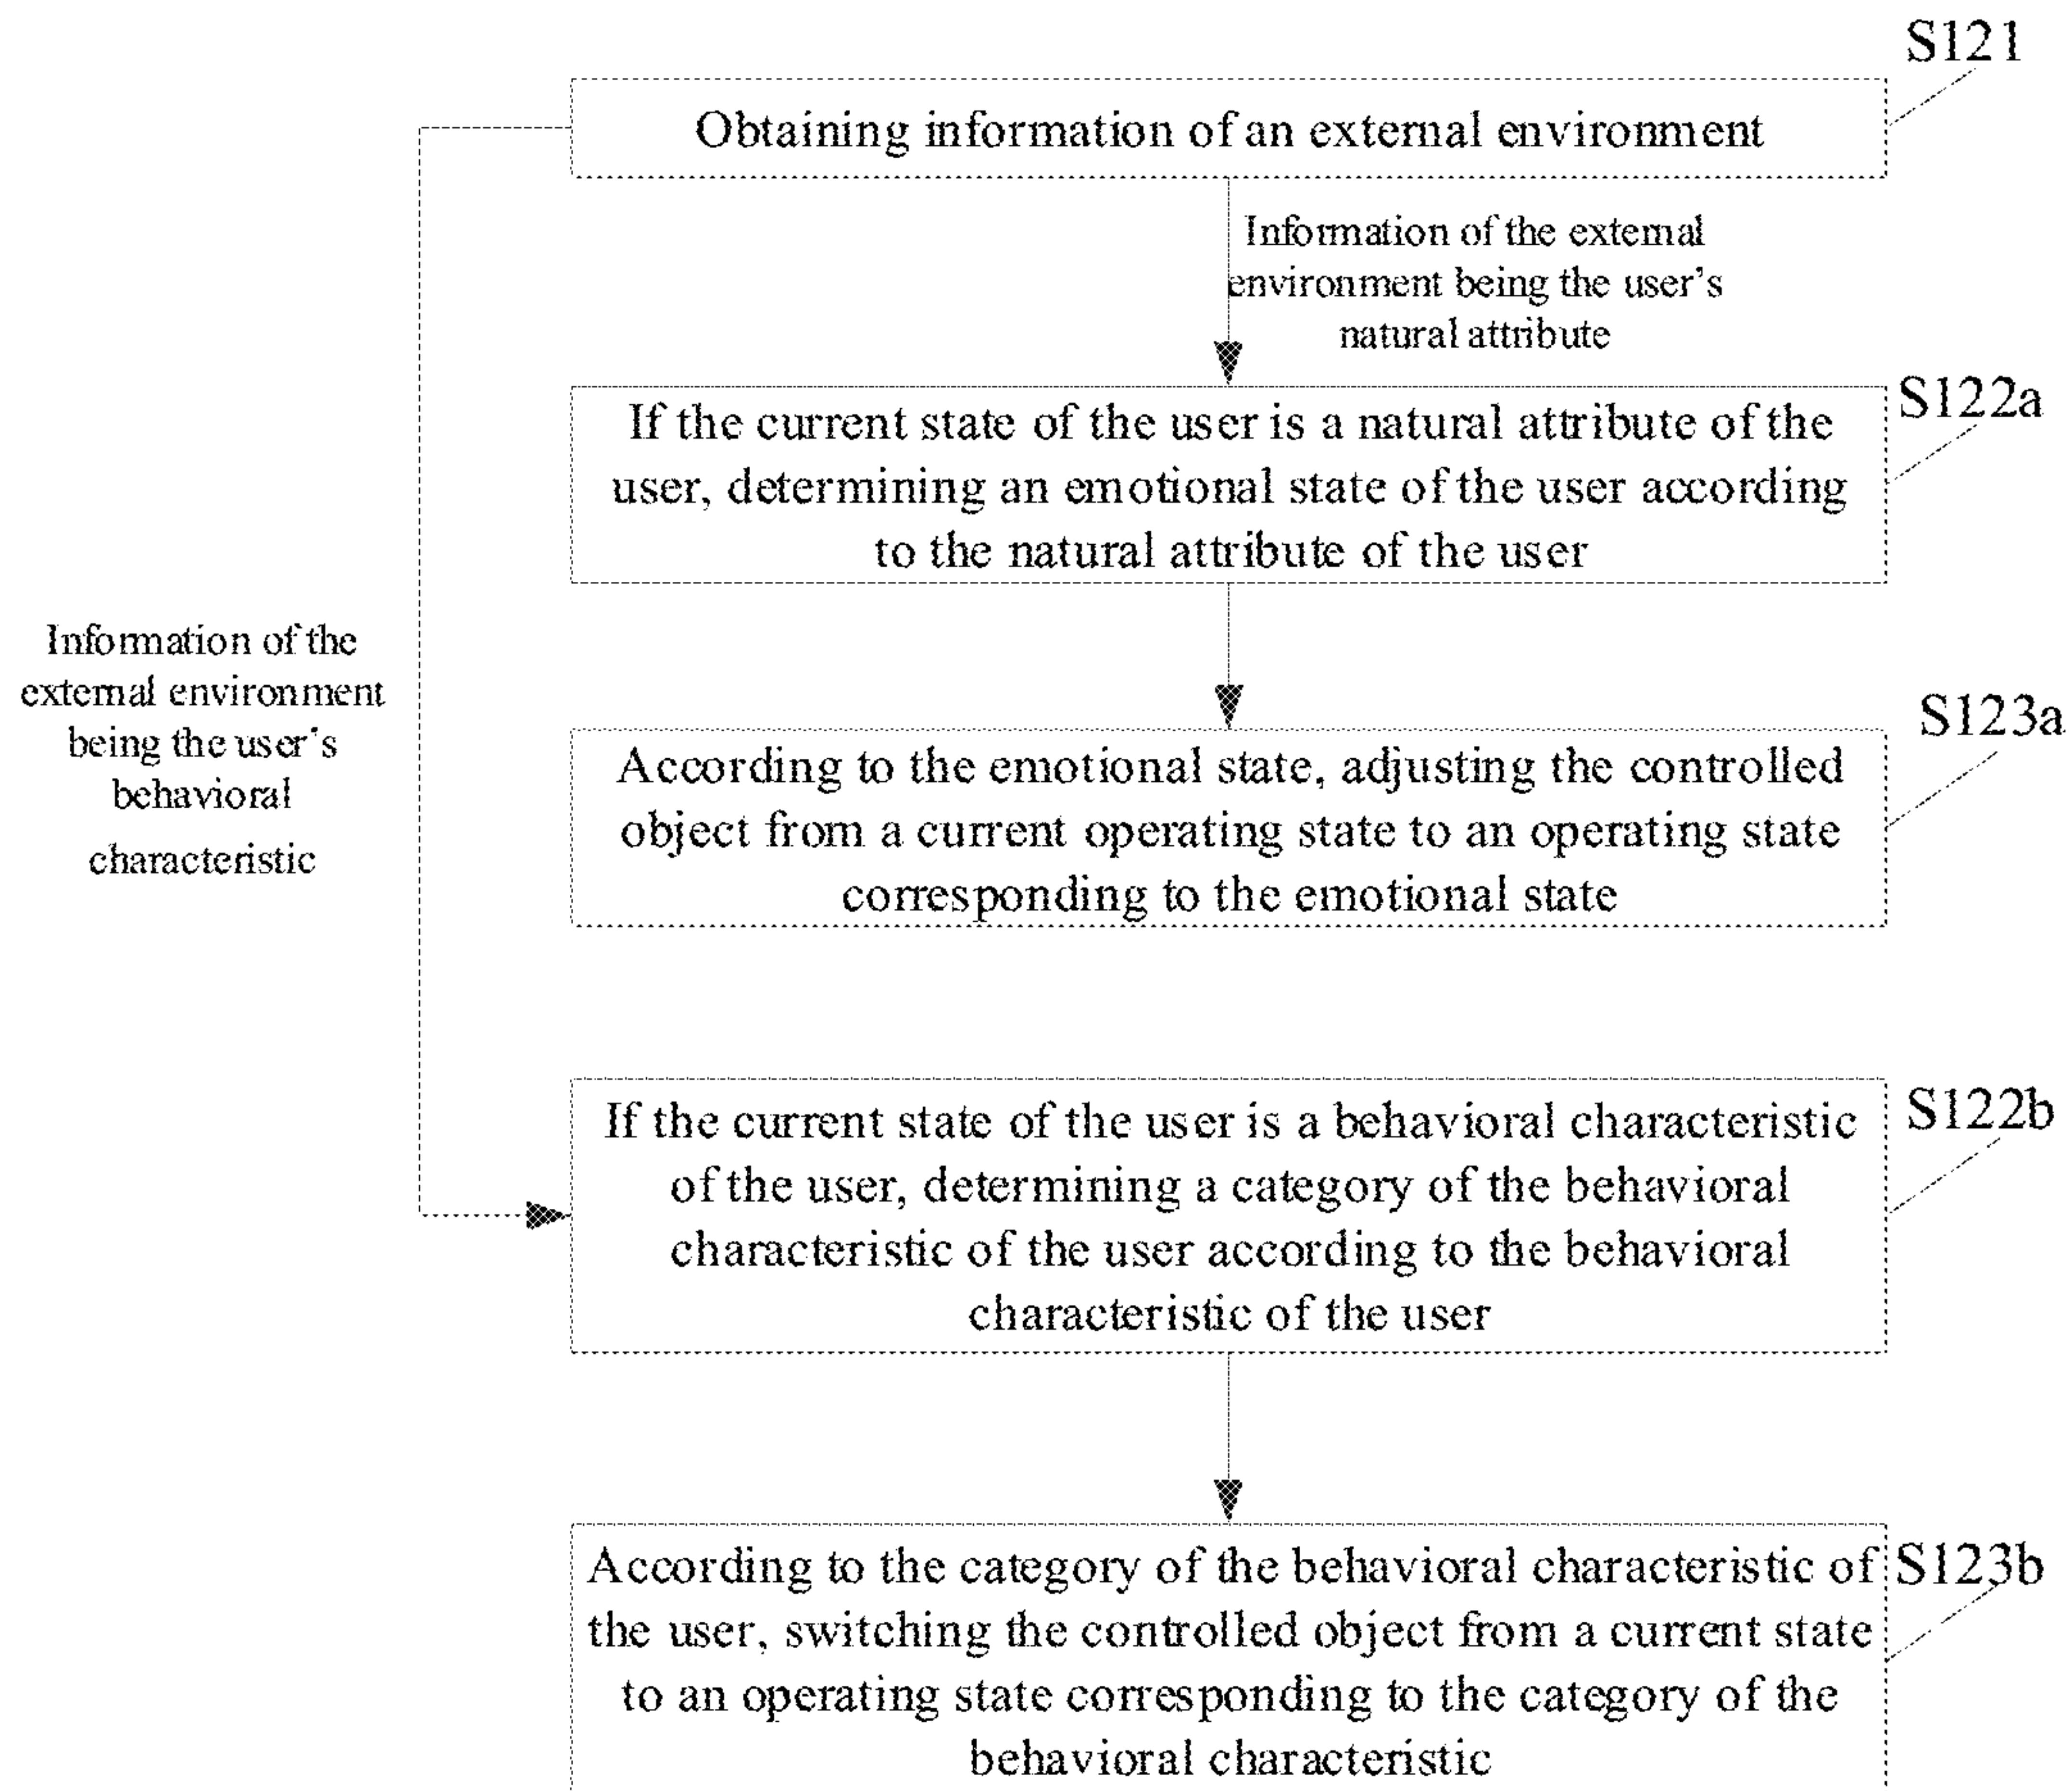 S121
Obtaining information of an external environment
Information of the external
environment being the user's
natural attribute
S122a
If the current state of the user is a natural attribute of the
user, determining an emotional state of the user according
to the natural attribute of the user
S123a
According to the emotional state, adjusting the controlled
object from a current operating state to an operating state
corresponding to the emotional state
Information of the
external environment
being the user's
behavioral
characteristic
S122b
If the current state of the user is a behavioral characteristic
of the user, determining a category of the behavioral
characteristic of the user according to the behavioral
characteristic of the user
S123b
According to the category of the behavioral characteristic of
the user, switching the controlled object from a current state
to an operating state corresponding to the category of the
behavioral characteristic